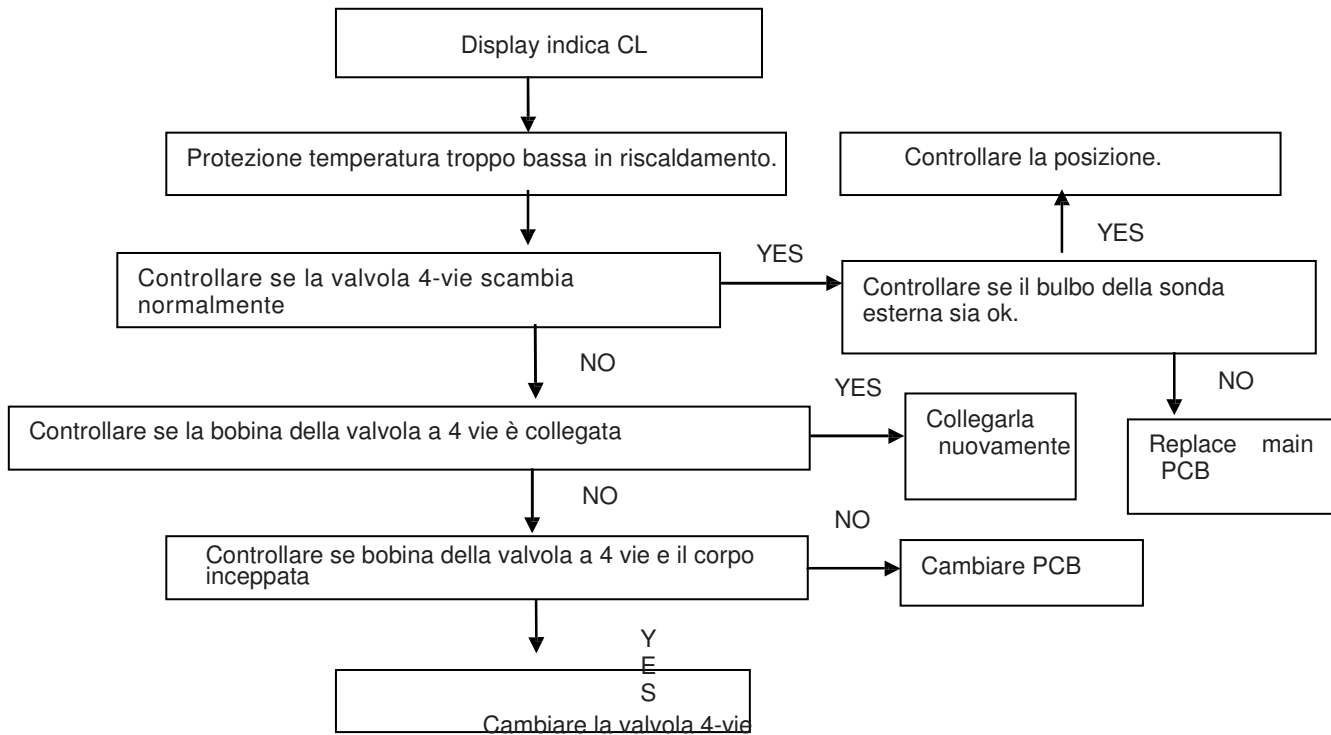 Display indica CL
Protezione temperatura troppo bassa in riscaldamento.
Controllare la posizione.
YES
YES
Controllare se la valvola 4-vie scambia
normalmente
Controllare se il bulbo della sonda
esterna sia ok.
NO
NO
YES
Controllare se la bobina della valvola a 4 vie è collegata
Collegarla
nuovamente
Replace main
PCB
NO
NO
Controllare se bobina della valvola a 4 vie e il corpo
inceppata
Cambiare PCB
Y
E
S
Cambiare la valvola 4-vie